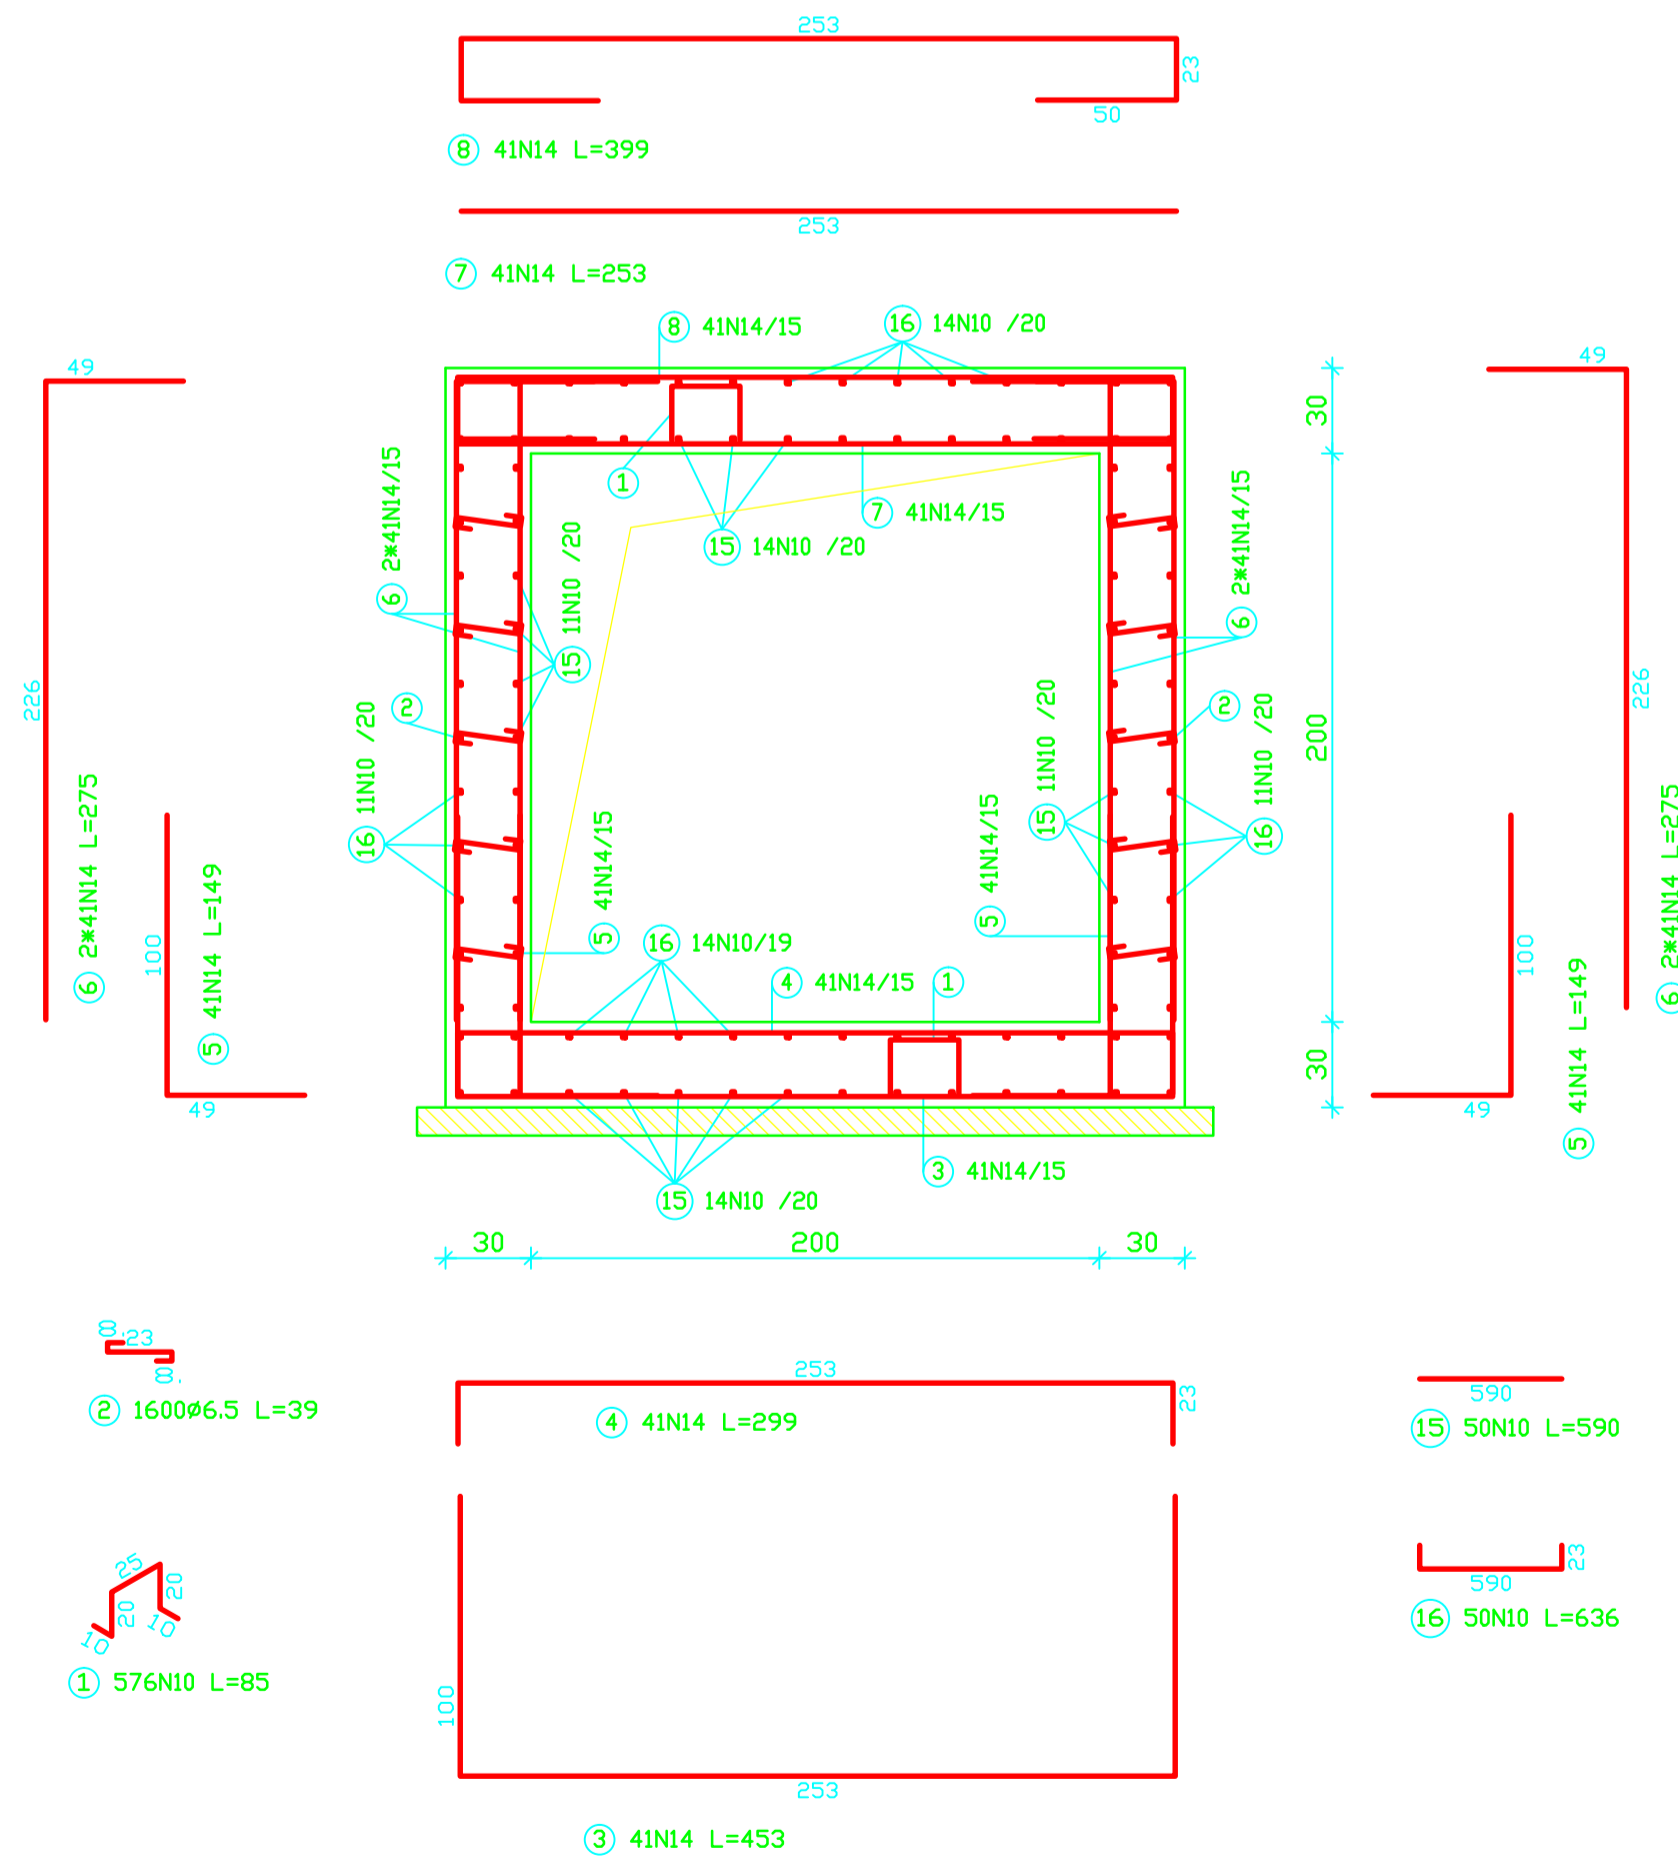 253
23
50
8 41N14 L=399
253
7 41N14 L=253
8 41N14/15
16 14N10 /20
49
49
30
6 2*41N14/15
1
7 41N14/15
15 14N10 /20
15 11N10 /20
6 2*41N14/15
226
2
16 11N10 /20
15 11N10 /20
2
16 11N10 /20
200
226
6 2*41N14 L=275
100
5 41N14 L=149
49
5 41N14/15
16 14N10/19
4 41N14/15
1
5 41N14/15
30
100
49
5 41N14 L=149
6 2*41N14 L=275
3 41N14/15
15 14N10 /20
30
200
30
8.
23
8.
2 1600ø6.5 L=39
253
23
4 41N14 L=299
590
15 50N10 L=590
25
20
20
10
10
1 576N10 L=85
590
23
16 50N10 L=636
100
253
3 41N14 L=453